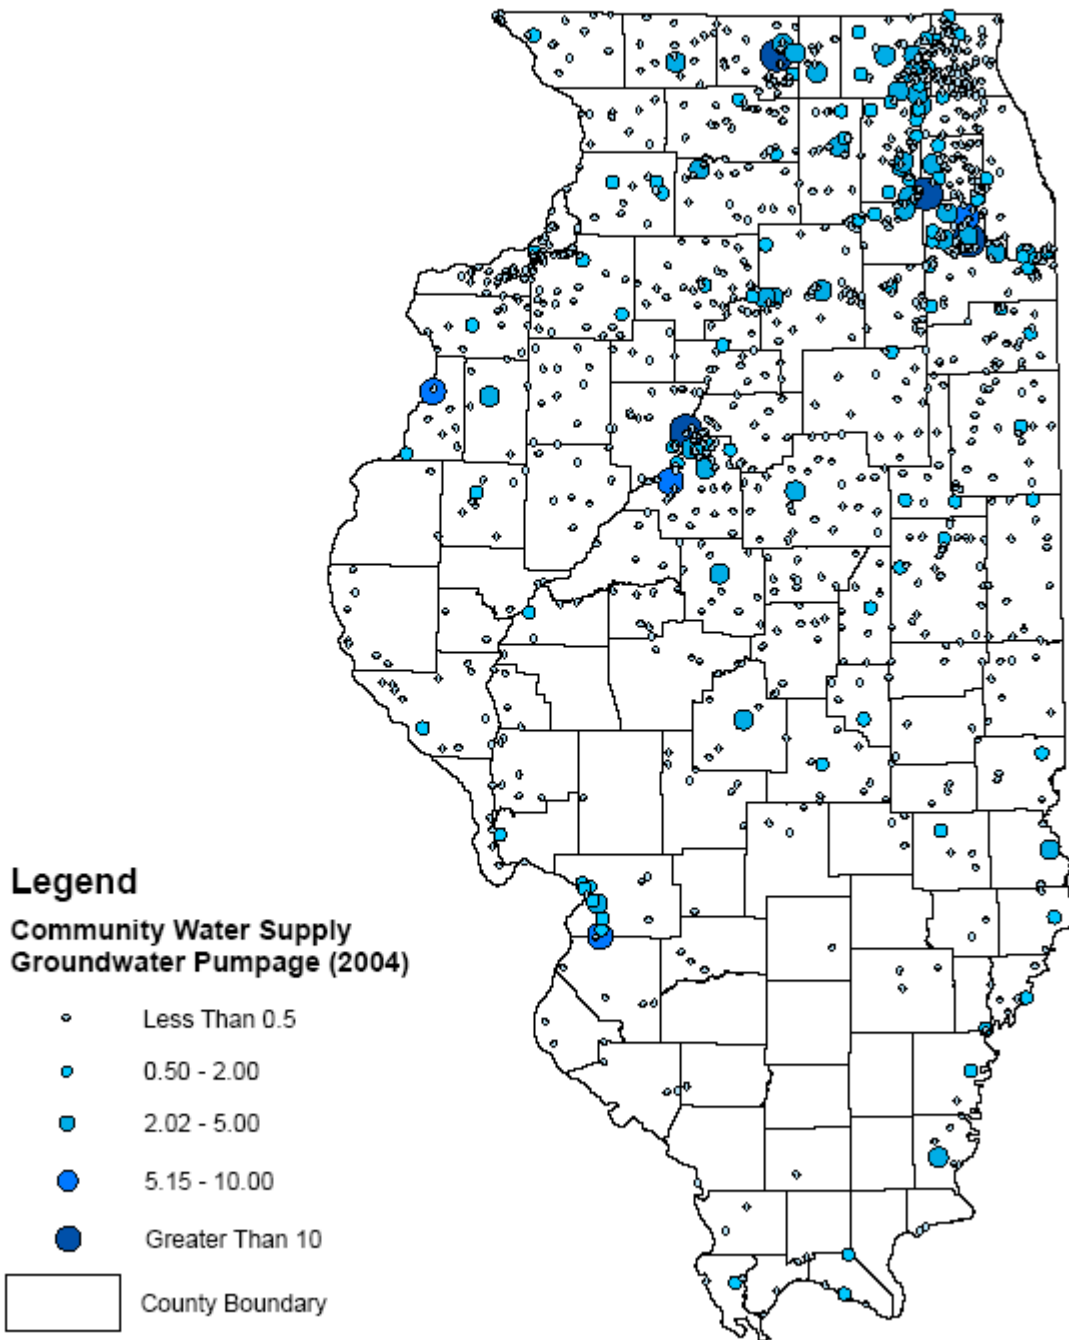 Legend
Community Water Supply
Groundwater Pumpage (2004)
Less Than 0.5
0.50 - 2.00
2.02 - 5.00
5.15 - 10.00
Greater Than 10
County Boundary